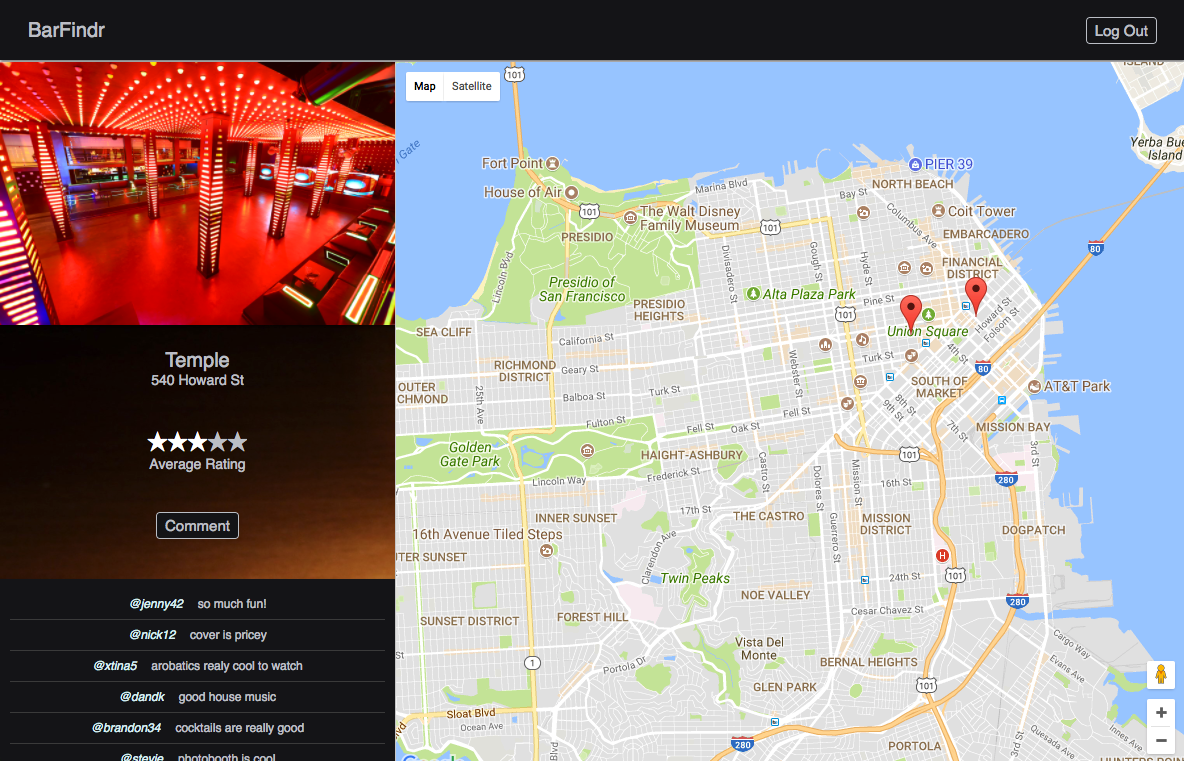 BarFindr
Log Out
Temple
540 Howard St
Average Rating
Comment
@jenny42 so much fun!
@nick12 cover is pricey
@xtina5 arobatics realy cool to watch
@dandk good house music
@brandon34 cocktails are really good
@stevie photobooth is cool
Map Satellite
101
ISLAND
Gate
Yerba Bue
Island
Fort Point
PIER 39
House of Air
Marina Blvd
Bay St
NORTH BEACH
101
The Walt Disney
Family Museum
Columbus Ave
Coit Tower
101
PRESIDIO
EMBARCADERO
80
Lincoln Blvd
Divisadero St
Gough St
Hyde St
FINANCIAL
DISTRICT
Presidio of
San Francisco
Alta Plaza Park
Pine St
PRESIDIO
HEIGHTS
101
Howard St
Folsom St
SEA CLIFF
California St
Union Square
4th St
RICHMOND
DISTRICT
Geary St
Webster St
Turk St
80
OUTER
CHMOND
25th Ave
Balboa St
Turk St
SOUTH OF
MARKET
AT&T Park
8th St
9th St
Fulton St
Fell St
Fell St
Oak St
7th St
MISSION BAY
Golden
Gate Park
HAIGHT-ASHBURY
101
3rd St
Lincoln Way
Frederick St
Castro St
Dolores St
Mission St
16th St
280
17th St
INNER SUNSET
THE CASTRO
Guerrero St
MISSION
DISTRICT
DOGPATCH
16th Avenue Tiled Steps
Clarendon Ave
UTER SUNSET
H
Twin Peaks
24th St
101
NOE VALLEY
280
SUNSET DISTRICT
FOREST HILL
Cesar Chavez St
St
Vista Del
Monte
Cargo Way
1
Portola Dr
BERNAL HEIGHTS
Evans Ave
GLEN PARK
101
Sloat Blvd
Ocean Ave
Blvd
280
PORTOLA
3rd St
Quesada Ave
Innes Ave
HUNTERS POIN
Google
+
−